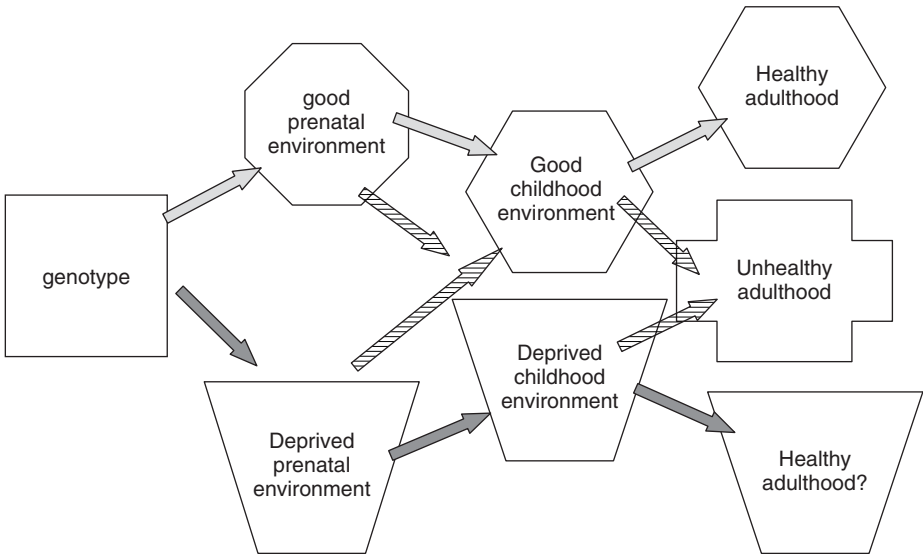 genotype
good
prenatal
environment
Deprived
prenatal
environment
Good
childhood
environment
Deprived
childhood
environment
Healthy
adulthood
Unhealthy
adulthood
Healthy
adulthood?